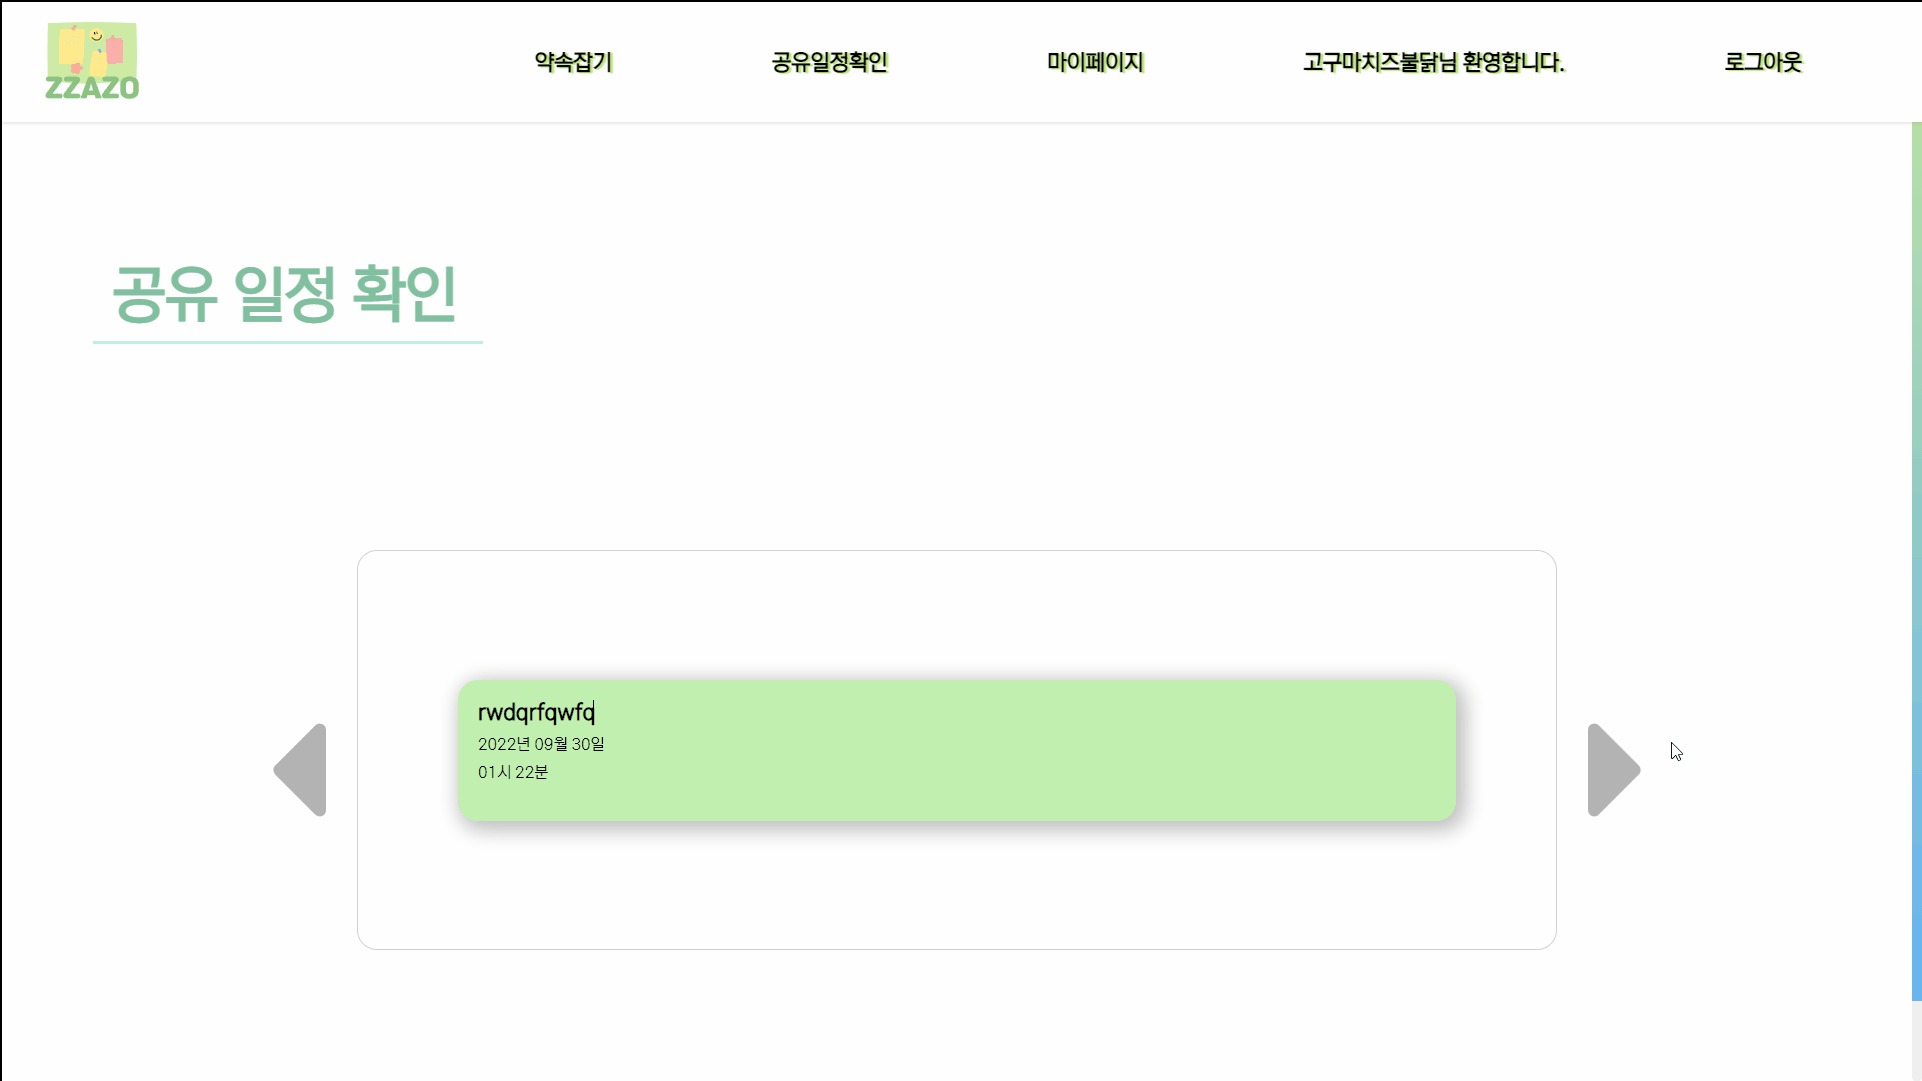 ZZAZO
약속잡기
공유일정확인
마이페이지
고구마치즈불닭님 환영합니다.
로그아웃
공유 일정 확인
rwdqrfqwfq
2022년 09월 30일
01시 22분